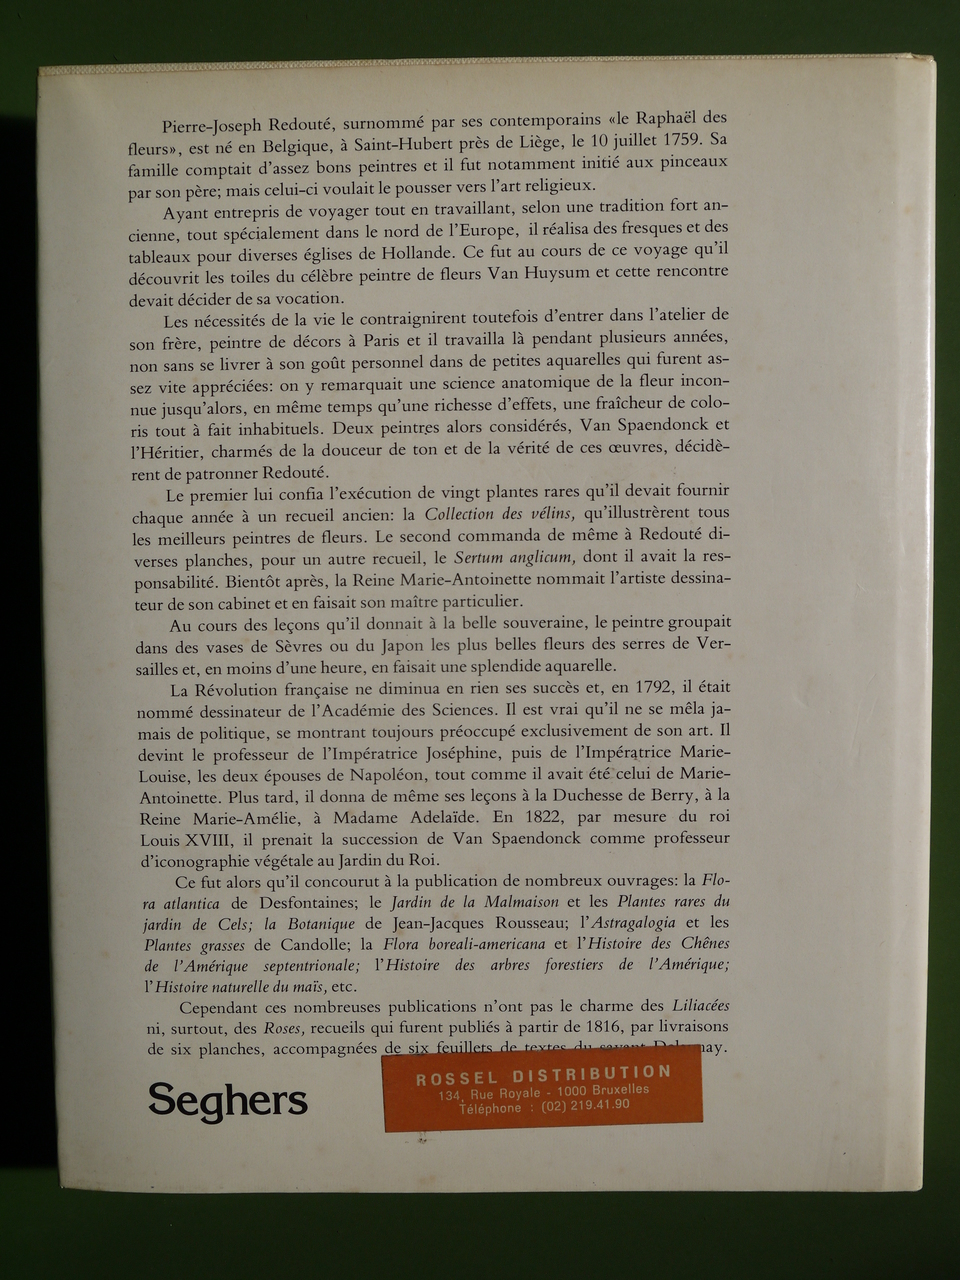 Pierre-Joseph Redouté, surnommé par ses contemporains «le Raphaël des
fleurs», est né en Belgique, à Saint-Hubert près de Liège, le 10 juillet 1759. Sa
famille comptait d'assez bons peintres et il fut notamment initié aux pinceaux
par son père; mais celui-ci voulait le pousser vers l'art religieux.
Ayant entrepris de voyager tout en travaillant, selon une tradition fort an-
cienne, tout spécialement dans le nord de l'Europe, il réalisa des fresques et des
tableaux pour diverses églises de Hollande. Ce fut au cours de ce voyage qu'il
découvrit les toiles du célèbre peintre de fleurs Van Huysum et cette rencontre
devait décider de sa vocation.
Les nécessités de la vie le contraignirent toutefois d'entrer dans l'atelier de
son frère, peintre de décors à Paris et il travailla là pendant plusieurs années,
non sans se livrer à son goût personnel dans de petites aquarelles qui furent as-
sez vite appréciées: on y remarquait une science anatomique de la fleur incon-
nue jusqu'alors, en même temps qu'une richesse d'effets, une fraîcheur de colo-
ris tout à fait inhabituels. Deux peintres alors considérés, Van Spaendonck et
l'Héritier, charmés de la douceur de ton et de la vérité de ces œuvres, décidè-
rent de patronner Redouté.
Le premier lui confia l'exécution de vingt plantes rares qu'il devait fournir
chaque année à un recueil ancien: la Collection des vélins, qu'illustrèrent tous
les meilleurs peintres de fleurs. Le second commanda de même à Redouté di-
verses planches, pour un autre recueil, le Sertum anglicum, dont il avait la res-
ponsabilité. Bientôt après, la Reine Marie-Antoinette nommait l'artiste dessina-
teur de son cabinet et en faisait son maître particulier.
Au cours des leçons qu'il donnait à la belle souveraine, le peintre groupait
dans des vases de Sèvres ou du Japon les plus belles fleurs des serres de Ver-
sailles et, en moins d'une heure, en faisait une splendide aquarelle.
La Révolution française ne diminua en rien ses succès et, en 1792, il était
nommé dessinateur de l'Académie des Sciences. Il est vrai qu'il ne se mêla ja-
mais de politique, se montrant toujours préoccupé exclusivement de son art. Il
devint le professeur de l'Impératrice Joséphine, puis de l'Impératrice Marie-
Louise, les deux épouses de Napoléon, tout comme il avait été celui de Marie-
Antoinette. Plus tard, il donna de même ses leçons à la Duchesse de Berry, à la
Reine Marie-Amélie, à Madame Adelaïde. En 1822, par mesure du roi
Louis XVIII, il prenait la succession de Van Spaendonck comme professeur
d'iconographie végétale au Jardin du Roi.
Ce fut alors qu'il concourut à la publication de nombreux ouvrages: la Flo-
ra atlantica de Desfontaines; le Jardin de la Malmaison et les Plantes rares du
jardin de Cels; la Botanique de Jean-Jacques Rousseau; l'Astragalogia et les
Plantes grasses de Candolle; la Flora boreali-americana et l'Histoire des Chênes
de l'Amérique septentrionale; l'Histoire des arbres forestiers de l'Amérique;
l'Histoire naturelle du maïs, etc.
Cependant ces nombreuses publications n'ont pas le charme des Liliacées
ni, surtout, des Roses, recueils qui furent publiés à partir de 1816, par livraisons
de six planches, accompagnées de six feuillets de textes du savant
Seghers
ROSSEL DISTRIBUTION
134, Rue Royale - 1000 Bruxelles
Téléphone : (02) 219.41.90